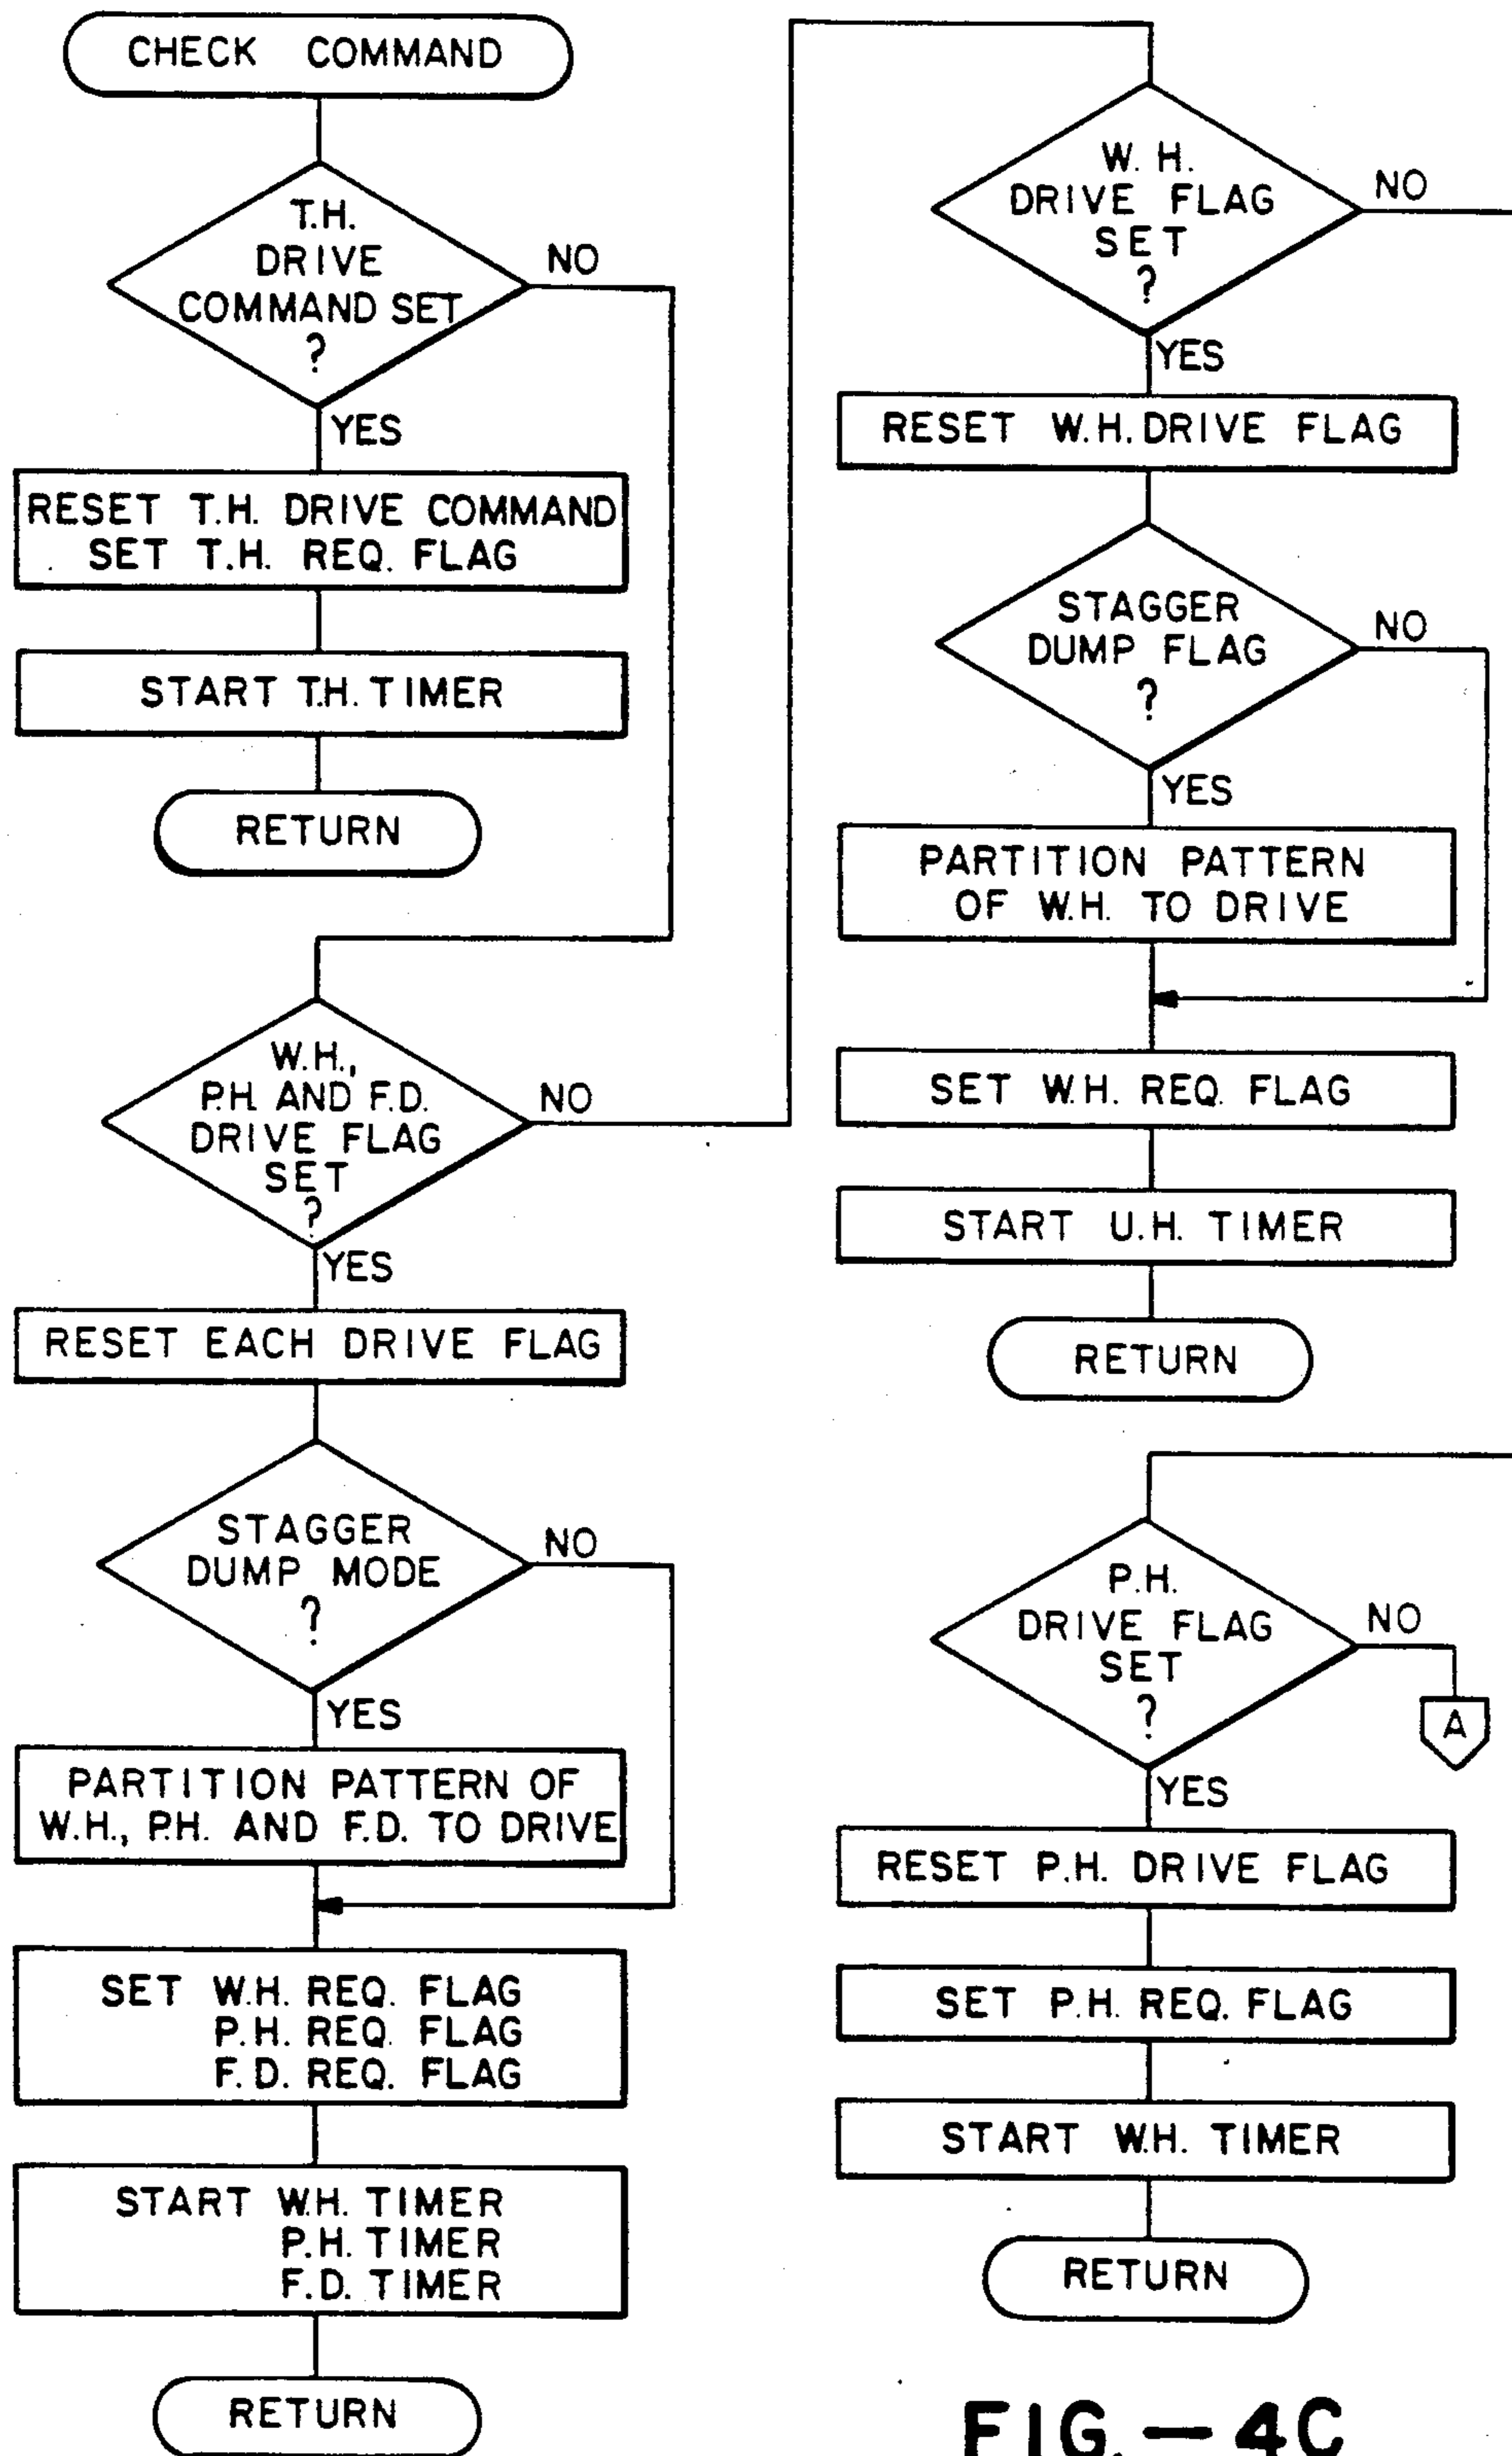 CHECK COMMAND
T.H.
DRIVE
COMMAND SET
?
NO
YES
RESET T.H. DRIVE COMMAND
SET T.H. REQ. FLAG
START T.H. TIMER
RETURN
W.H.,
P.H. AND F.D.
DRIVE FLAG
SET
?
NO
YES
RESET EACH DRIVE FLAG
STAGGER
DUMP MODE
?
NO
YES
PARTITION PATTERN OF
W.H., P.H. AND F.D. TO DRIVE
SET W.H. REQ. FLAG
P.H. REQ. FLAG
F.D. REQ. FLAG
START W.H. TIMER
P.H. TIMER
F.D. TIMER
RETURN
W. H.
DRIVE FLAG
SET
?
NO
YES
RESET W.H. DRIVE FLAG
STAGGER
DUMP FLAG
?
NO
YES
PARTITION PATTERN
OF W.H. TO DRIVE
SET W.H. REQ. FLAG
START U.H. TIMER
RETURN
P.H.
DRIVE FLAG
SET
?
NO
A
YES
RESET P.H. DRIVE FLAG
SET P.H. REQ. FLAG
START W.H. TIMER
RETURN
FIG.—4C